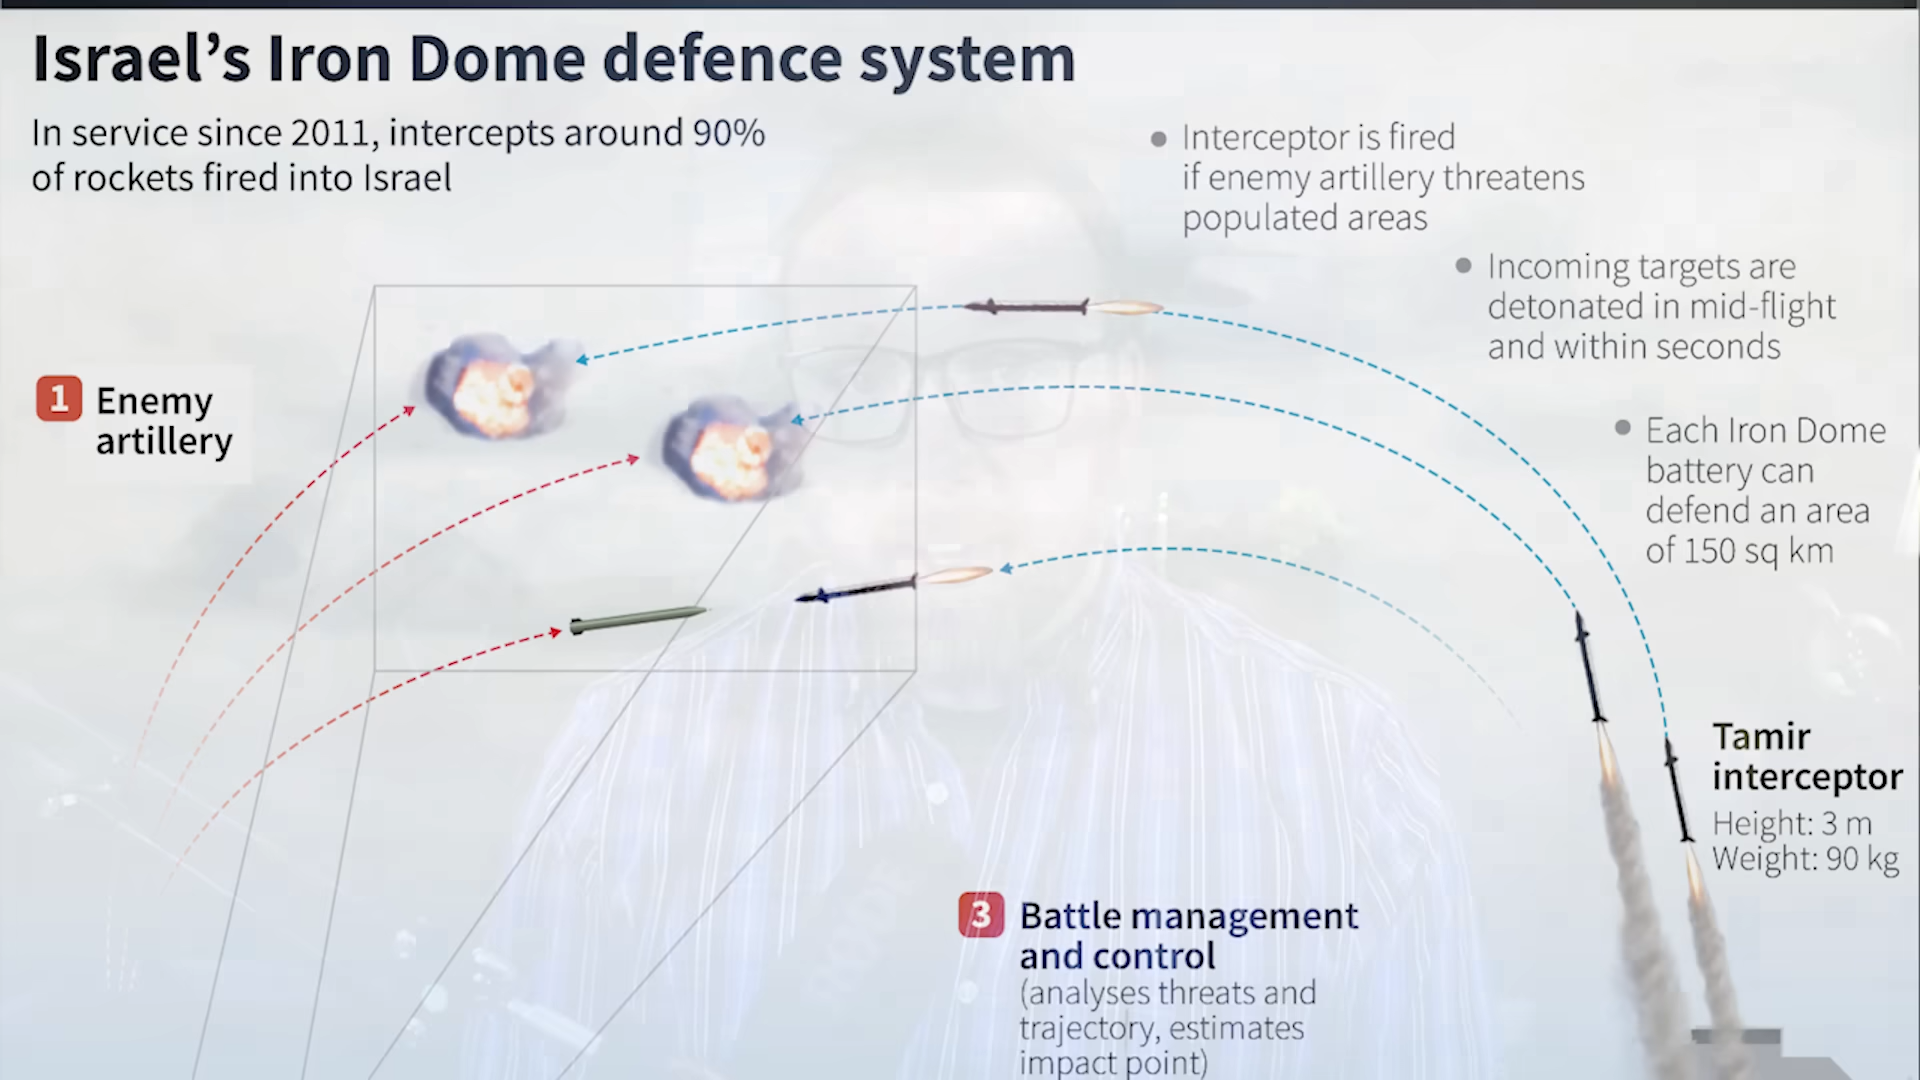 Israel’s Iron Dome defence system
In service since 2011, intercepts around 90%
of rockets fired into Israel
Interceptor is fired
if enemy artillery threatens
populated areas
Incoming targets are
detonated in mid-flight
and within seconds
1 Enemy
artillery
Each Iron Dome
battery can
defend an area
of 150 sq km
Tamir
interceptor
Height: 3 m
Weight: 90 kg
3 Battle management
and control
(analyses threats and
trajectory, estimates
impact point)